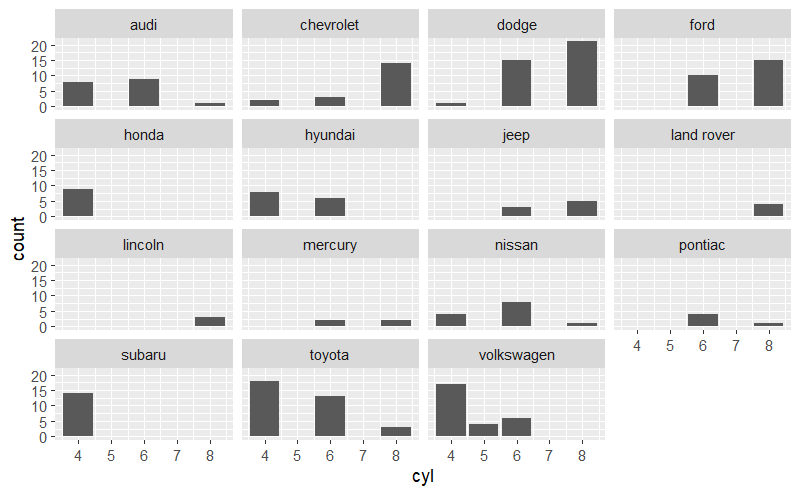 audi chevrolet dodge ford
20
15
10
5
0
honda hyundai jeep land rover
20
15
10
5
0
lincoln mercury nissan pontiac
20
15
10
5
0
4 5 6 7 8
subaru toyota volkswagen
20
15
10
5
0
4 5 6 7 8 4 5 6 7 8 4 5 6 7 8
cyl
count